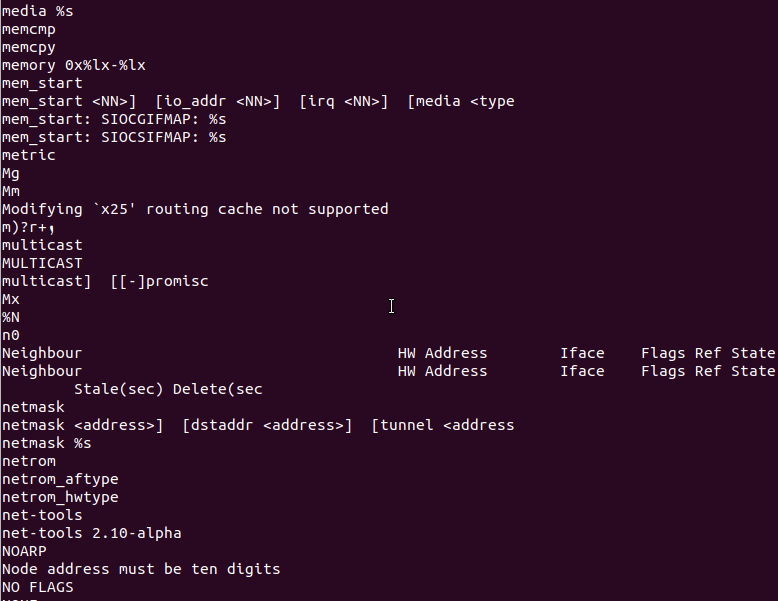 media %s
memcmp
memcpy
memory 0x%lx-%lx
mem_start
mem_start <NN>]  [io_addr <NN>]  [irq <NN>]  [media <type
mem_start: SIOCGIFMAP: %s
mem_start: SIOCSIFMAP: %s
metric
Mg
Mm
Modifying `x25' routing cache not supported
multicast
MULTICAST
multicast]  [[-]promisc
Mx
%N
n0
Neighbour                                   HW Address        Iface    Flags Ref State
Neighbour                                   HW Address        Iface    Flags Ref State
        Stale(sec) Delete(sec
netmask
netmask <address>]  [dstaddr <address>]  [tunnel <address
netmask %s
netrom
netrom_aftype
netrom_hwtype
net-tools
net-tools 2.10-alpha
NOARP
Node address must be ten digits
NO FLAGS